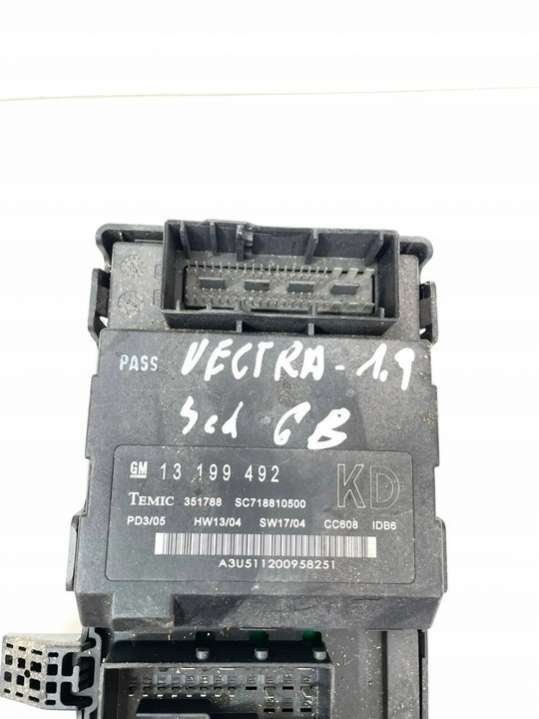 PASS VECTRA - 1.9
GB
GM 13 199 492 KD
TEMIC 351788 SC718810500
PD3/05 HW13/04 SW17/04 CC608 IDB6
A3U511200958251